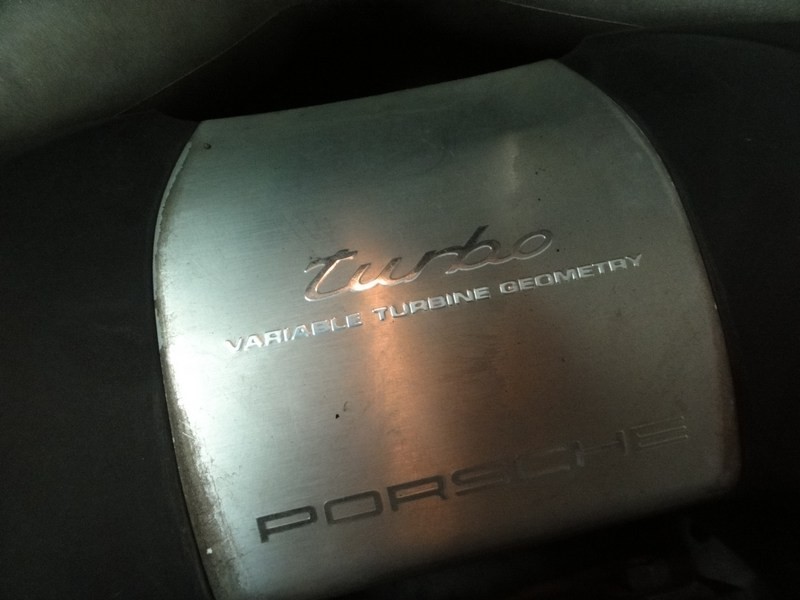 turbo
VARIABLE TURBINE GEOMETRY
PORSCHE